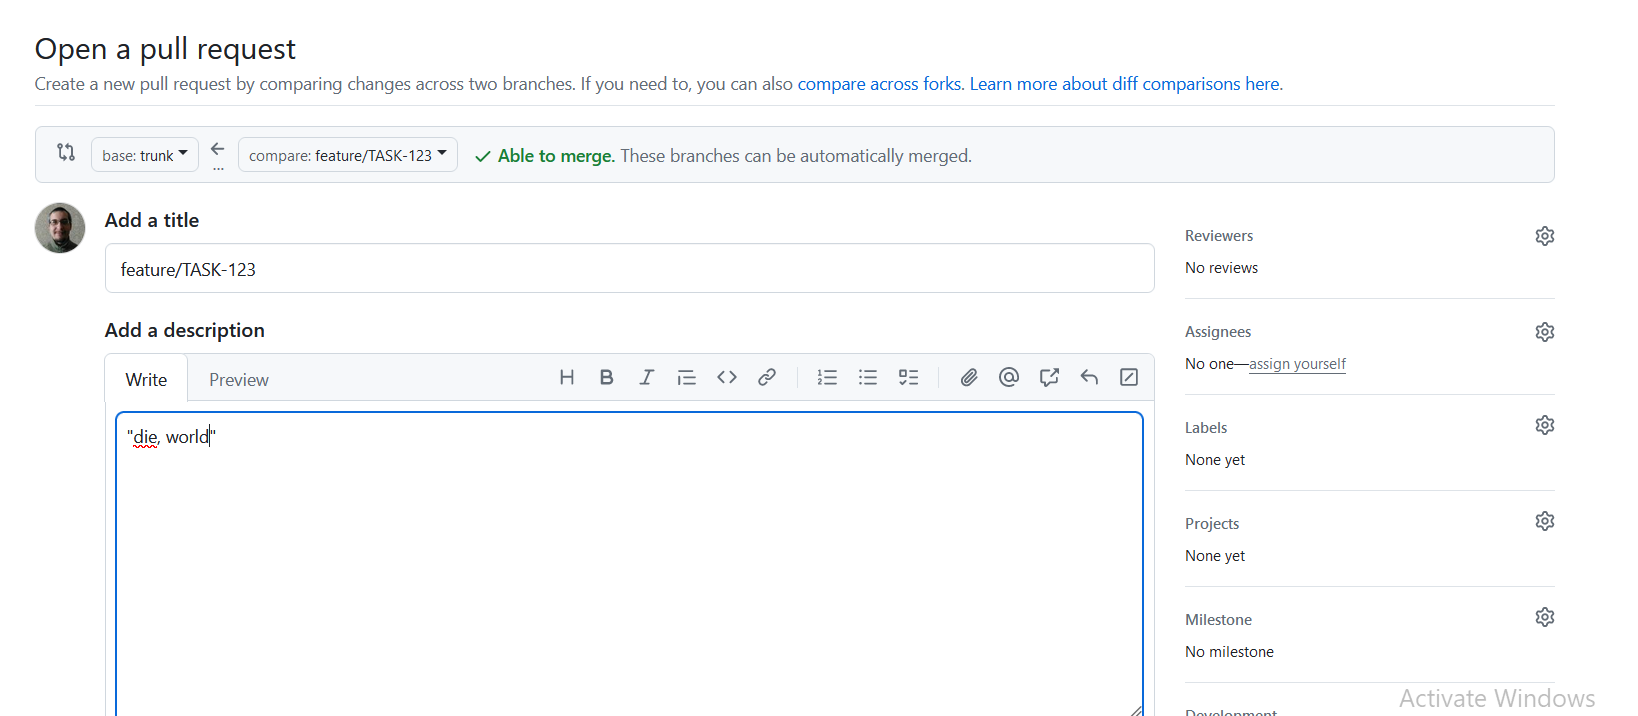 Open a pull request
Create a new pull request by comparing changes across two branches. If you need to, you can also compare across forks. Learn more about diff comparisons here.
base: trunk
...
compare: feature/TASK-123
Able to merge. These branches can be automatically merged.
Add a title
feature/TASK-123
Add a description
Write
Preview
"die, world"
Reviewers
No reviews
Assignees
No one—assign yourself
Labels
None yet
Projects
None yet
Milestone
No milestone
Development
Activate Windows